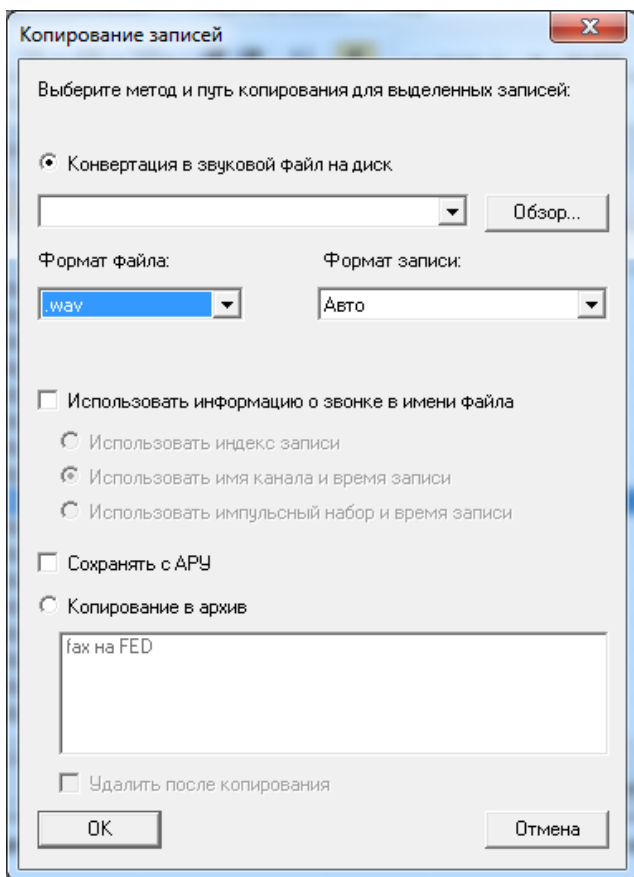 Копирование записей
Выберите метод и путь копирования для выделенных записей:
Конвертация в звуковой файл на диск
Обзор...
Формат файла: Формат записи:
.wav Авто
Использовать информацию о звонке в имени файла
Использовать индекс записи
Использовать имя канала и время записи
Использовать импульсный набор и время записи
Сохранять с АРУ
Копирование в архив
fax на FED
Удалить после копирования
OK Отмена